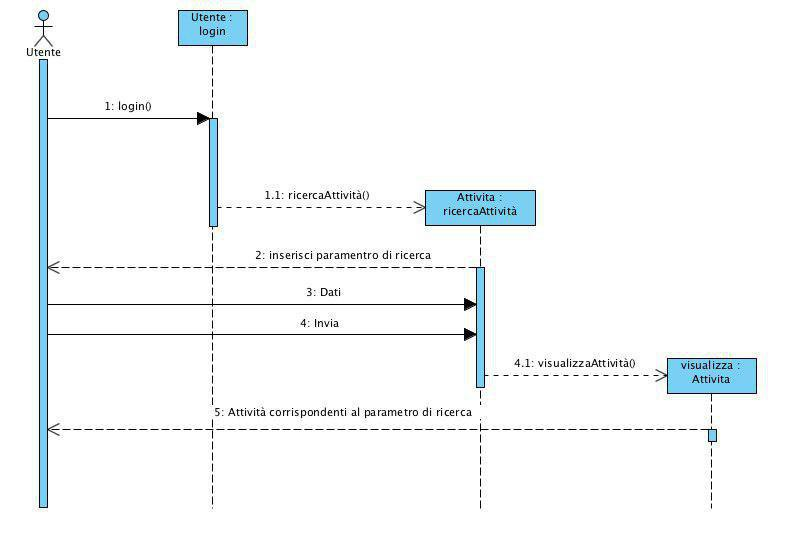 Utente :
login
Utente
1: login()
1.1: ricercaAttività()
Attivita :
ricercaAttività
2: inserisci paramentro di ricerca
3: Dati
4: Invia
4.1: visualizzaAttività()
visualizza :
Attivita
5: Attività corrispondenti al parametro di ricerca